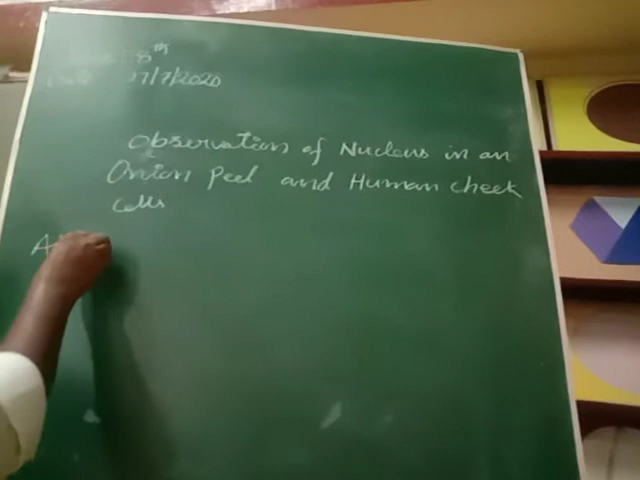 8th
17/7/2020
Observation of Nucleus in an
Onion Peel and Human cheek
Cells
A